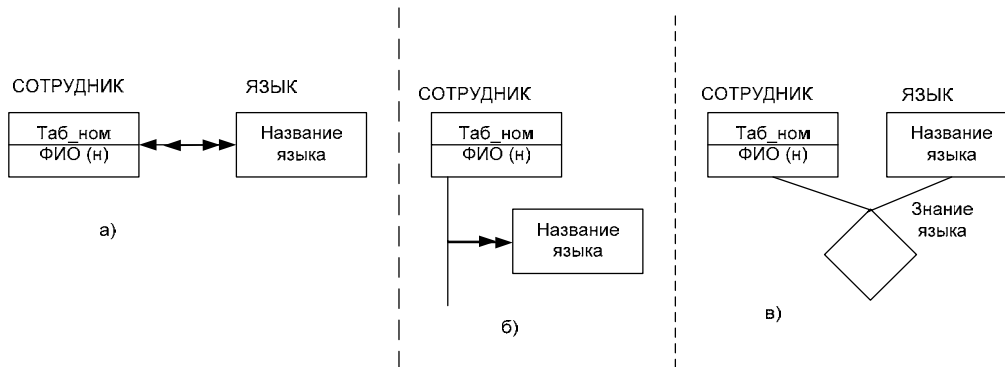 СОТРУДНИК
Таб_ном
ФИО (н)
ЯЗЫК
Название
языка
а)
СОТРУДНИК
Таб_ном
ФИО (н)
Название
языка
б)
СОТРУДНИК
Таб_ном
ФИО (н)
ЯЗЫК
Название
языка
Знание
языка
в)